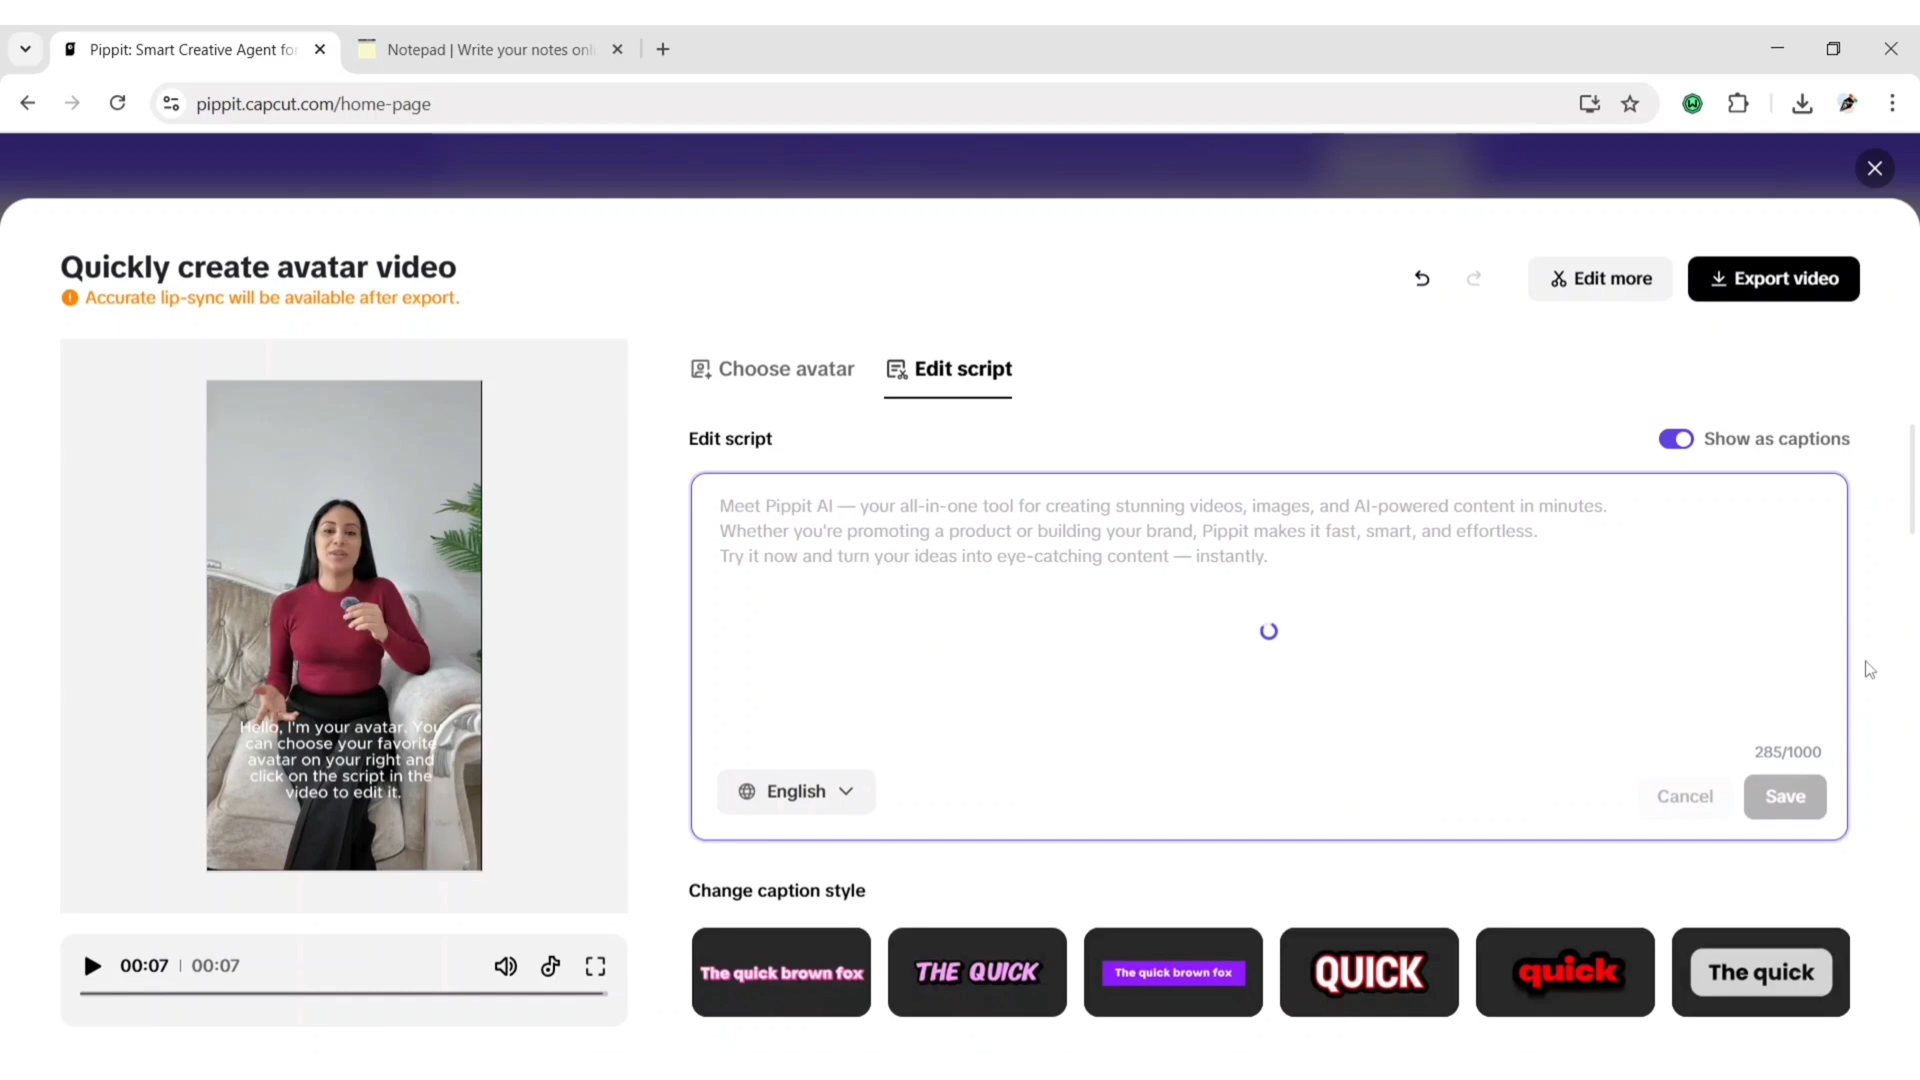 Pippit: Smart Creative Agent for
Notepad | Write your notes onl
pippit.capcut.com/home-page
Quickly create avatar video
Accurate lip-sync will be available after export.
Edit more
Export video
Choose avatar
Edit script
Edit script
Show as captions
Meet Pippit AI — your all-in-one tool for creating stunning videos, images, and AI-powered content in minutes.
Whether you're promoting a product or building your brand, Pippit makes it fast, smart, and effortless.
Try it now and turn your ideas into eye-catching content — instantly.
285/1000
English
Cancel
Save
Hello, I'm your avatar. You
can choose your favorite
avatar on your right and
click on the script in the
video to edit it.
00:07 | 00:07
Change caption style
The quick brown fox
THE QUICK
The quick brown fox
QUICK
quick
The quick